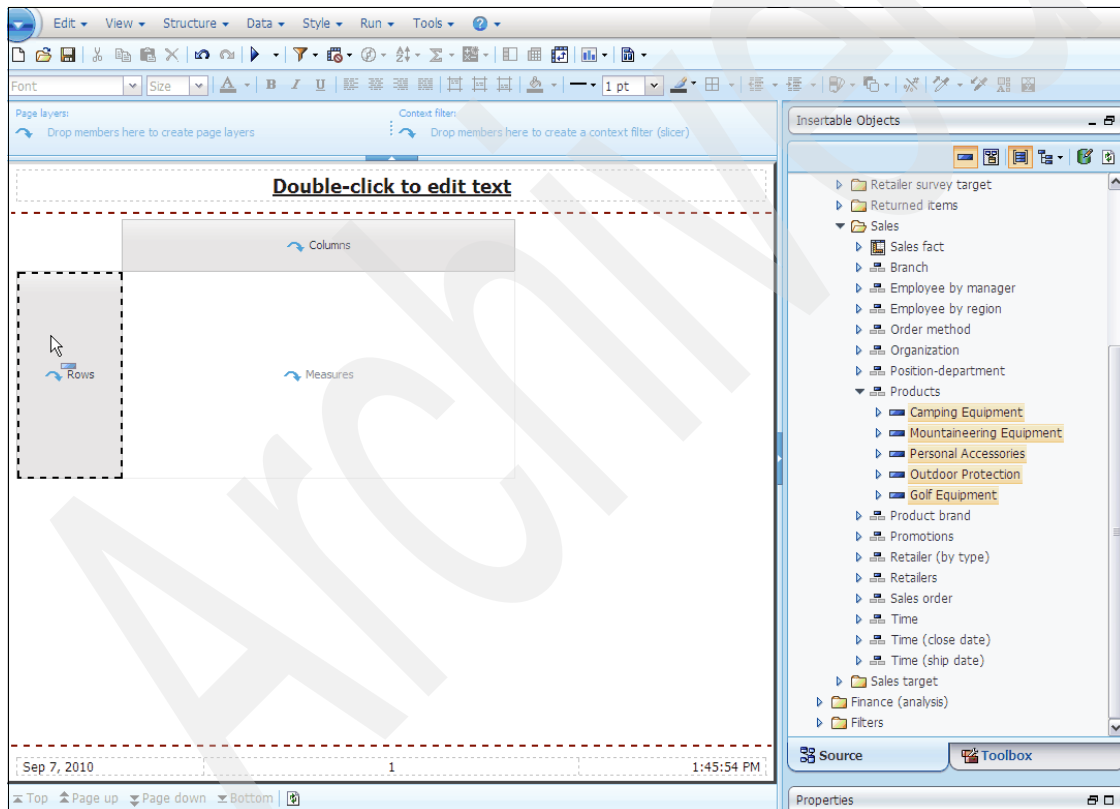 Edit View Structure Data Style Run Tools
Font Size A B I U 1 pt
Page layers:
Drop members here to create page layers
Context filter:
Drop members here to create a context filter (slicer)
Double-click to edit text
Columns
Rows
Measures
Sep 7, 2010 1 1:45:54 PM
Top Page up Page down Bottom
Insertable Objects
Retailer survey target
Returned items
Sales
Sales fact
Branch
Employee by manager
Employee by region
Order method
Organization
Position-department
Products
Camping Equipment
Mountaineering Equipment
Personal Accessories
Outdoor Protection
Golf Equipment
Product brand
Promotions
Retailer (by type)
Retailers
Sales order
Time
Time (close date)
Time (ship date)
Sales target
Finance (analysis)
Filters
Source Toolbox
Properties
Archived